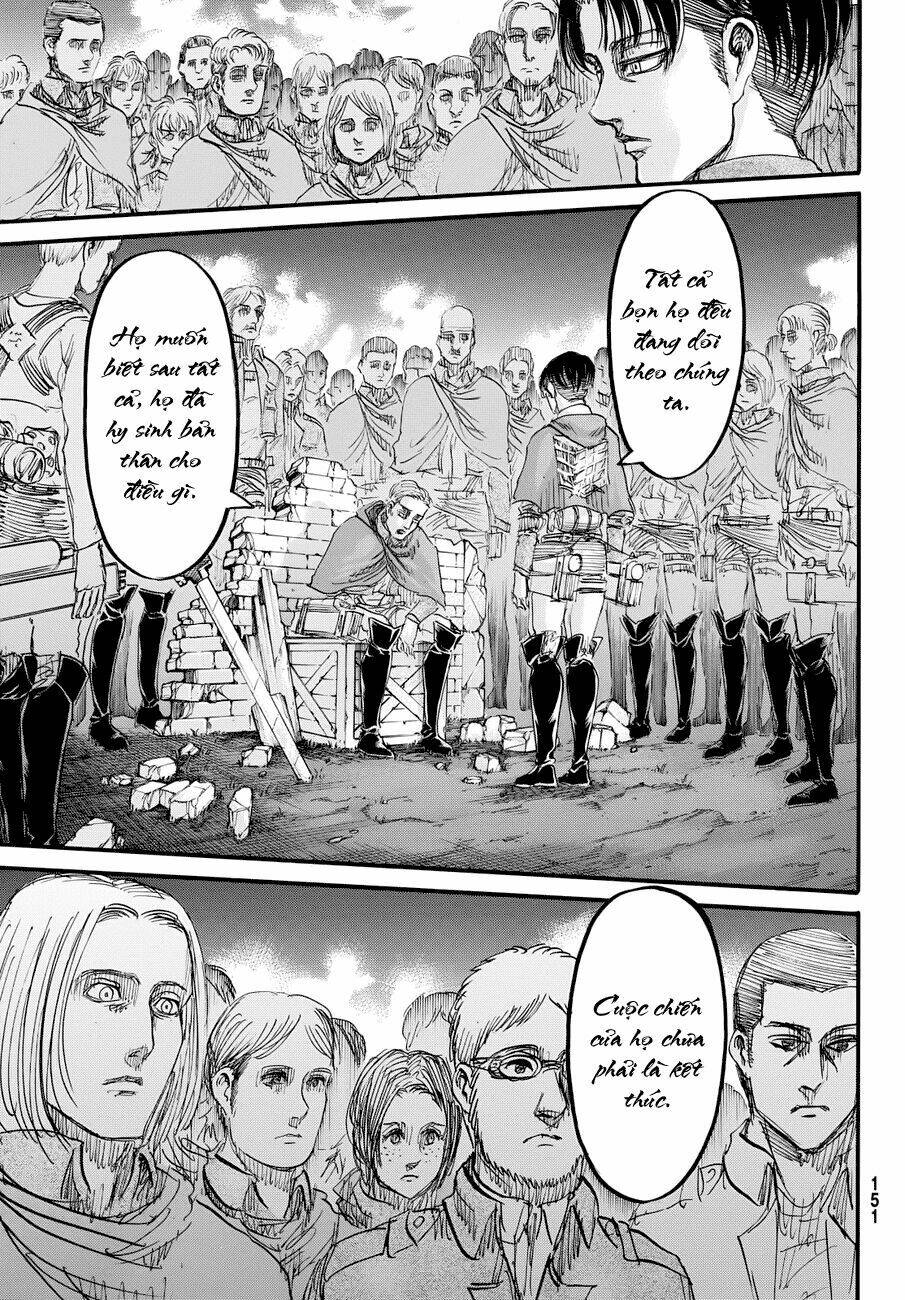 Tất cả
bọn họ đều
đang dõi
theo chúng
ta.
Họ muốn
biết sau tất
cả, họ đã
hy sinh bản
thân cho
điều gì.
Cuộc chiến
của họ chưa
phải là kết
thúc.
151